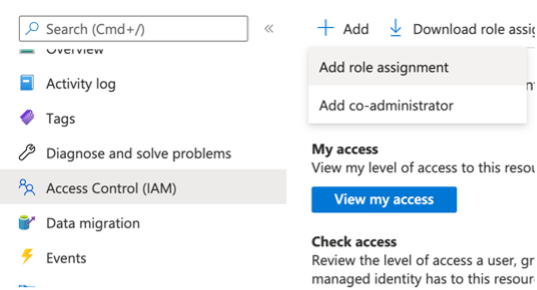 Search (Cmd+/)
«
+ Add
Download role assig
Overview
Activity log
Tags
Diagnose and solve problems
Access Control (IAM)
Data migration
Events
Add role assignment
Add co-administrator
My access
View my level of access to this resou
View my access
Check access
Review the level of access a user, gr
managed identity has to this resour